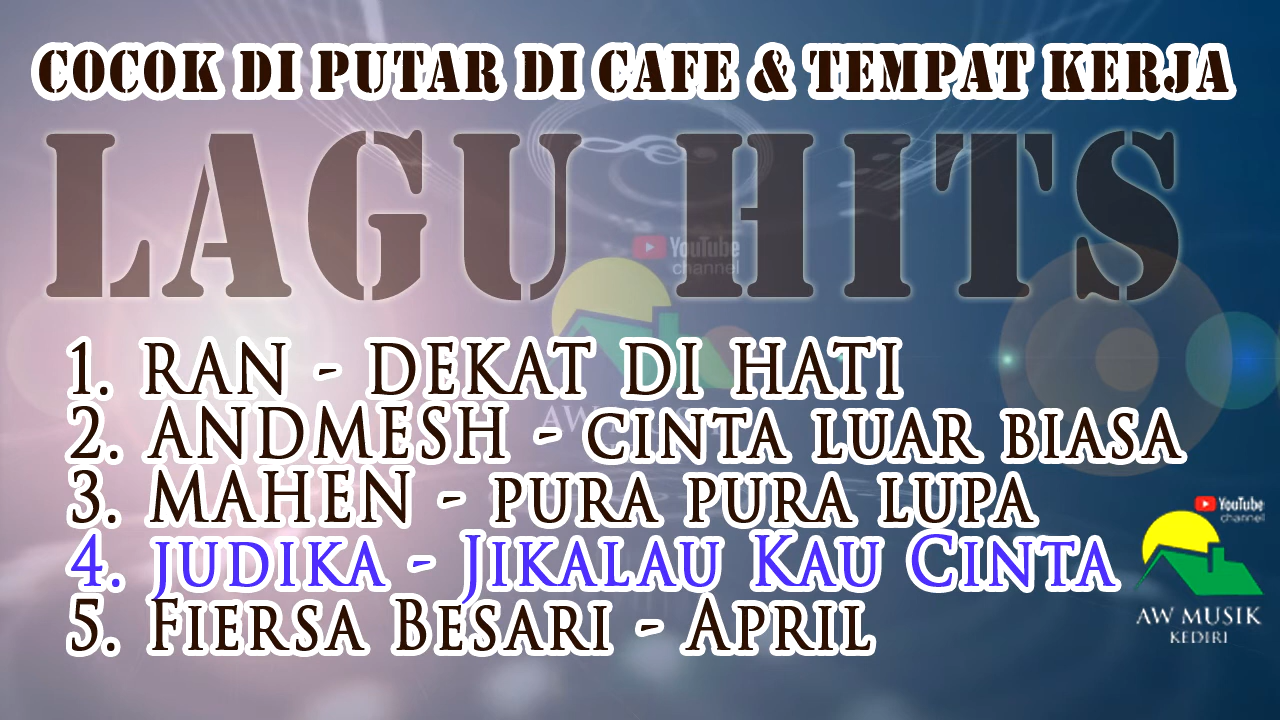 COCOK DI PUTAR DI CAFE & TEMPAT KERJA
LAGU HITS
YouTube
channel
1. RAN - DEKAT DI HATI
2. ANDMESH - CINTA LUAR BIASA
3. MAHEN - PURA PURA LUPA
4. JUDIKA - JIKALAU KAU CINTA
5. FIERSA BESARI - APRIL
YouTube
channel
AW MUSIK
KEDIRI